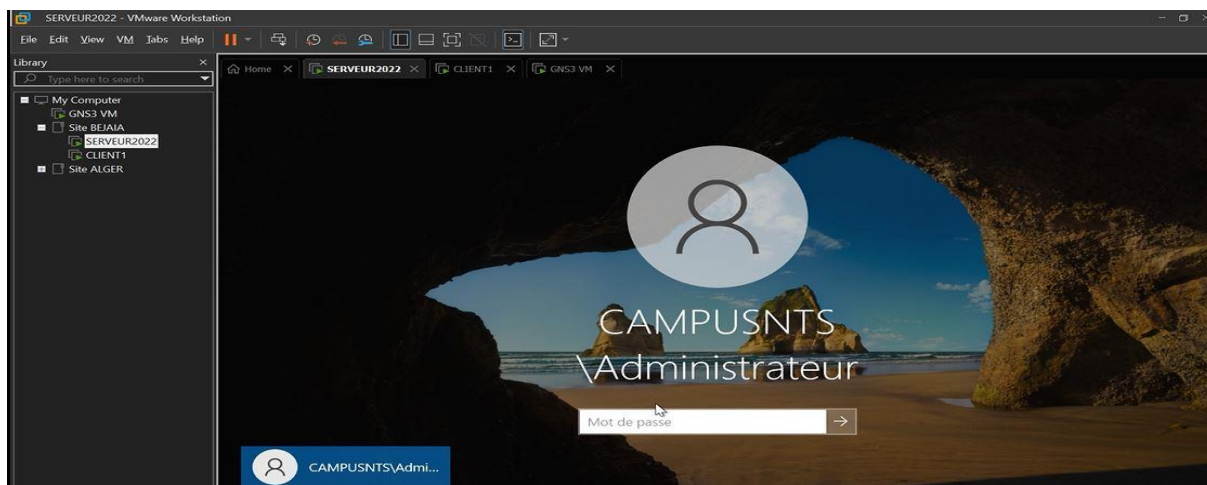 SERVEUR2022 - VMware Workstation
File Edit View VM Tabs Help
Library
Type here to search
Home SERVEUR2022 CLIENT1 GNS3 VM
My Computer
GNS3 VM
Site BEJAIA
SERVEUR2022
CLIENT1
Site ALGER
CAMPUSNTS
\Administrateur
Mot de passe
CAMPUSNTS\Admi...